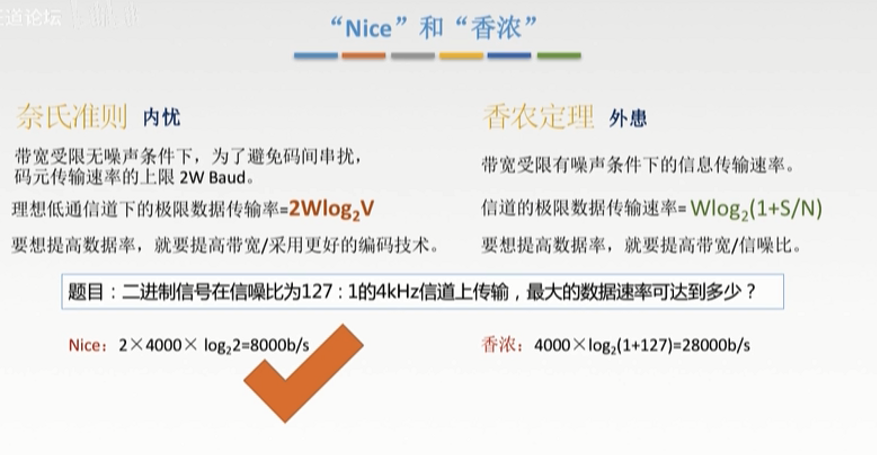 道论坛
“Nice”和“香浓”
奈氏准则 内忧
带宽受限无噪声条件下，为了避免码间串扰，
码元传输速率的上限 2W Baud。
理想低通信道下的极限数据传输率=2Wlog₂V
要想提高数据率，就要提高带宽/采用更好的编码技术。
香农定理 外患
带宽受限有噪声条件下的信息传输速率。
信道的极限数据传输速率= Wlog₂(1+S/N)
要想提高数据率，就要提高带宽/信噪比。
题目：二进制信号在信噪比为127：1的4kHz信道上传输，最大的数据速率可达到多少？
Nice：2×4000× log₂2=8000b/s
香浓：4000×log₂(1+127)=28000b/s